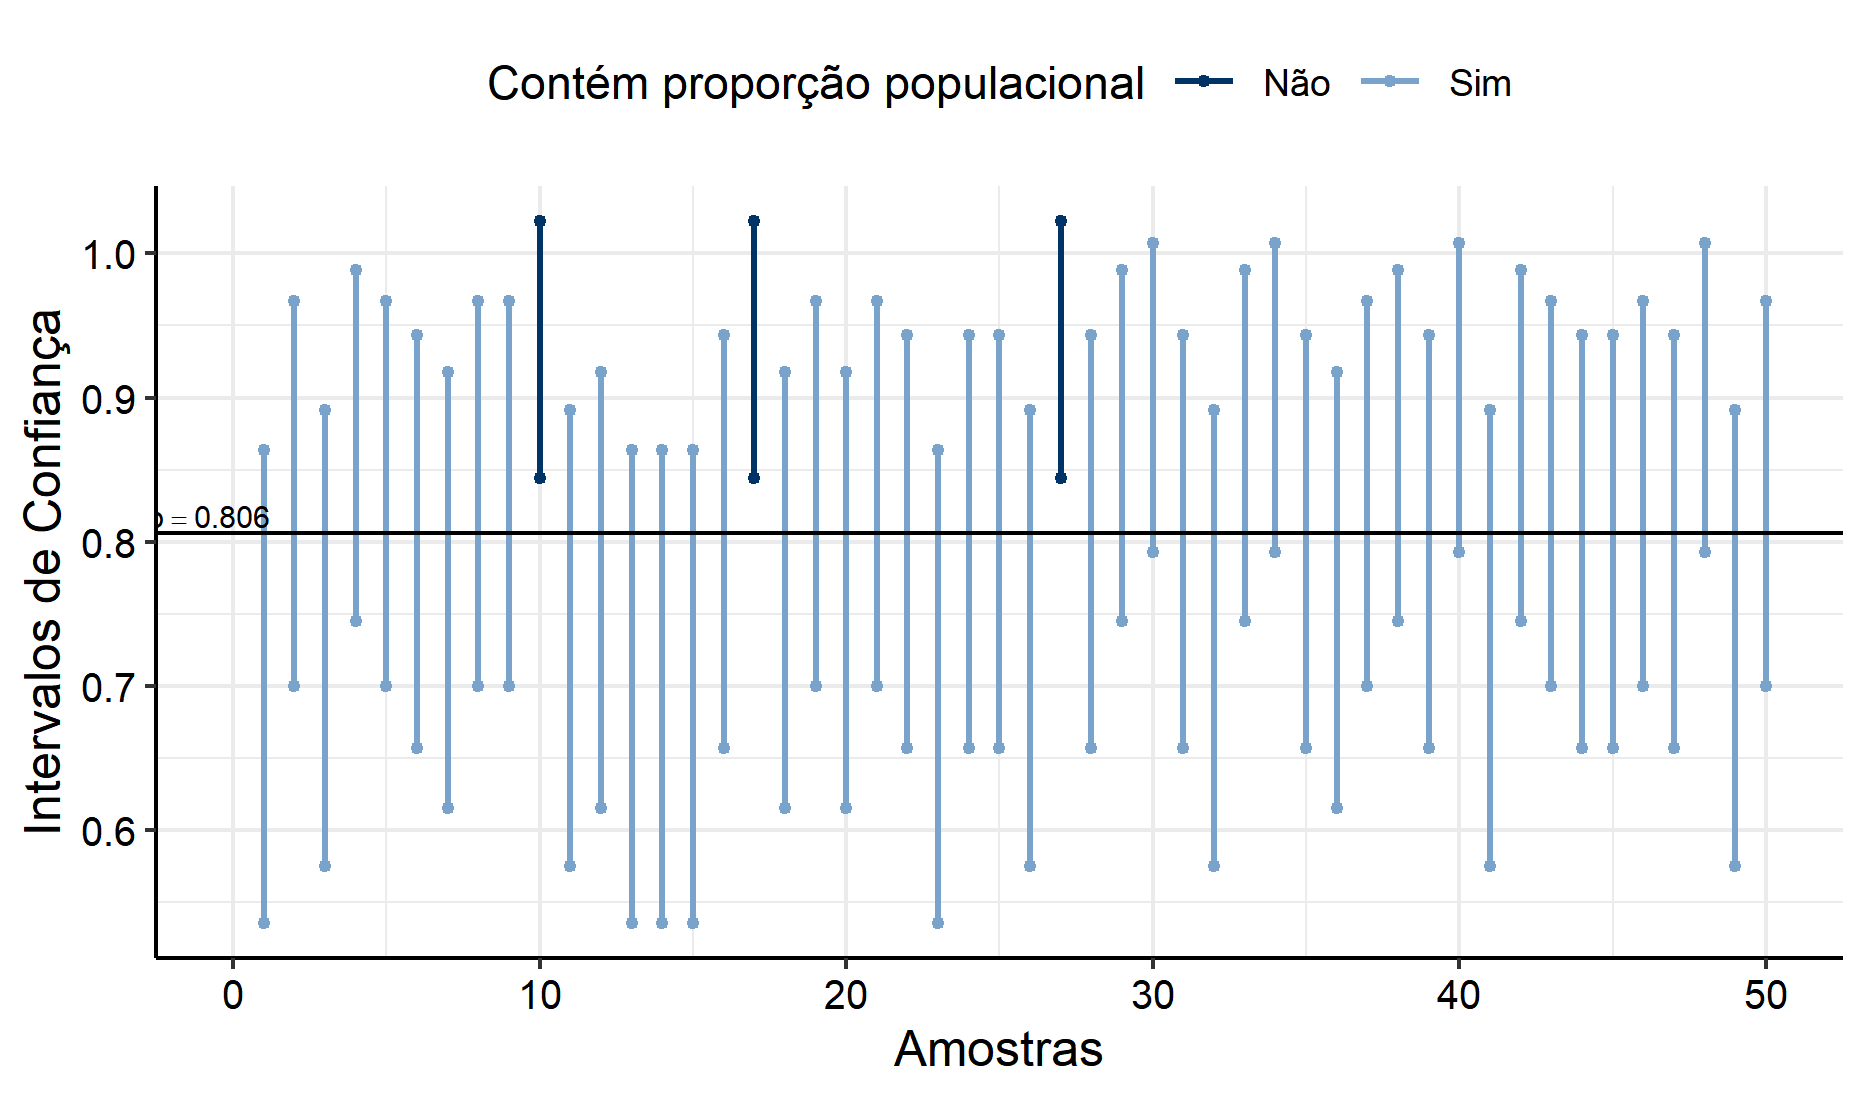 Contém proporção populacional Não Sim
Intervalos de Confiança
1.0
0.9
0.8
0.7
0.6
= 0.806
0 10 20 30 40 50
Amostras